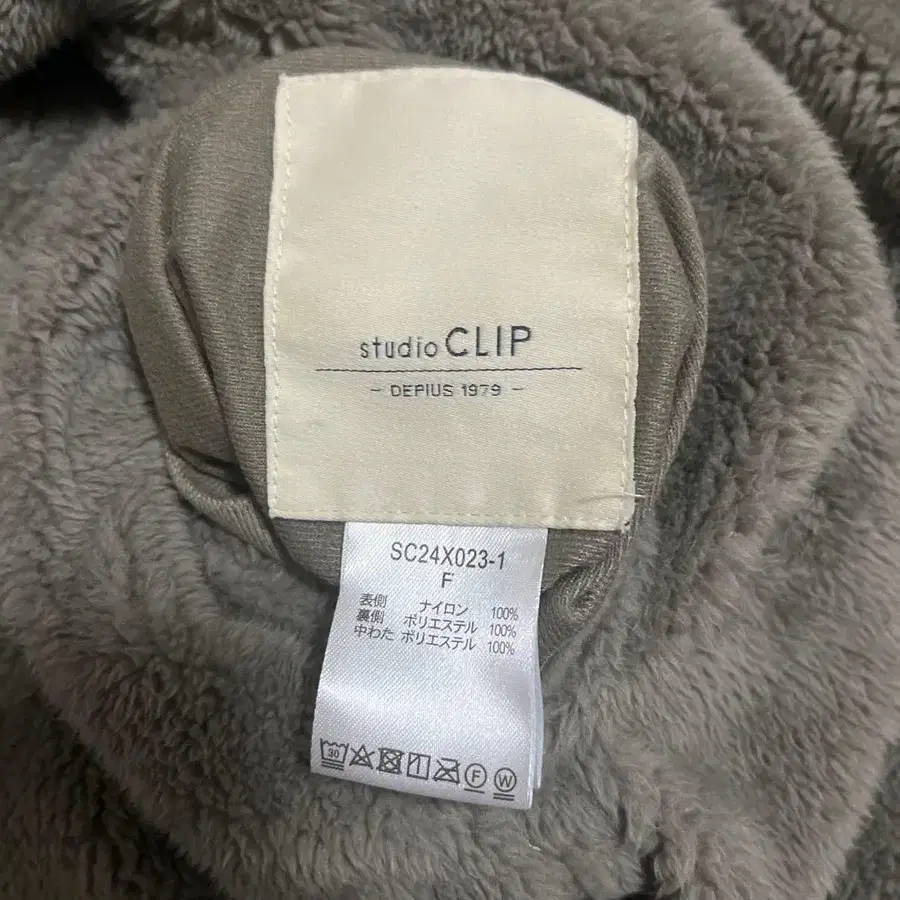 studio CLIP
- DEPIUS 1979 -
SC24X023-1
F
表側 ナイロン 100%
裏側 ポリエステル 100%
中わた ポリエステル 100%
30 F W